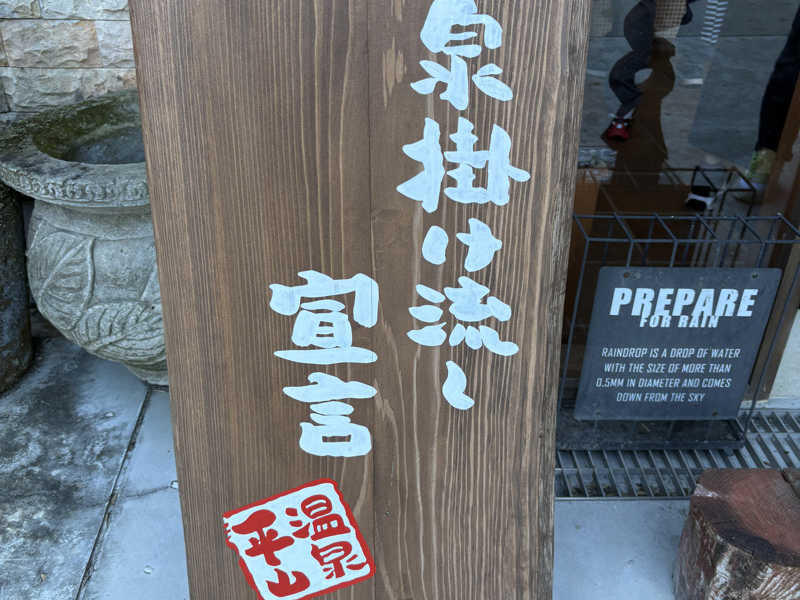 泉掛け流し
宣言
温泉
平山
PREPARE
FOR RAIN
RAINDROP IS A DROP OF WATER
WITH THE SIZE OF MORE THAN
0.5MM IN DIAMETER AND COMES
DOWN FROM THE SKY